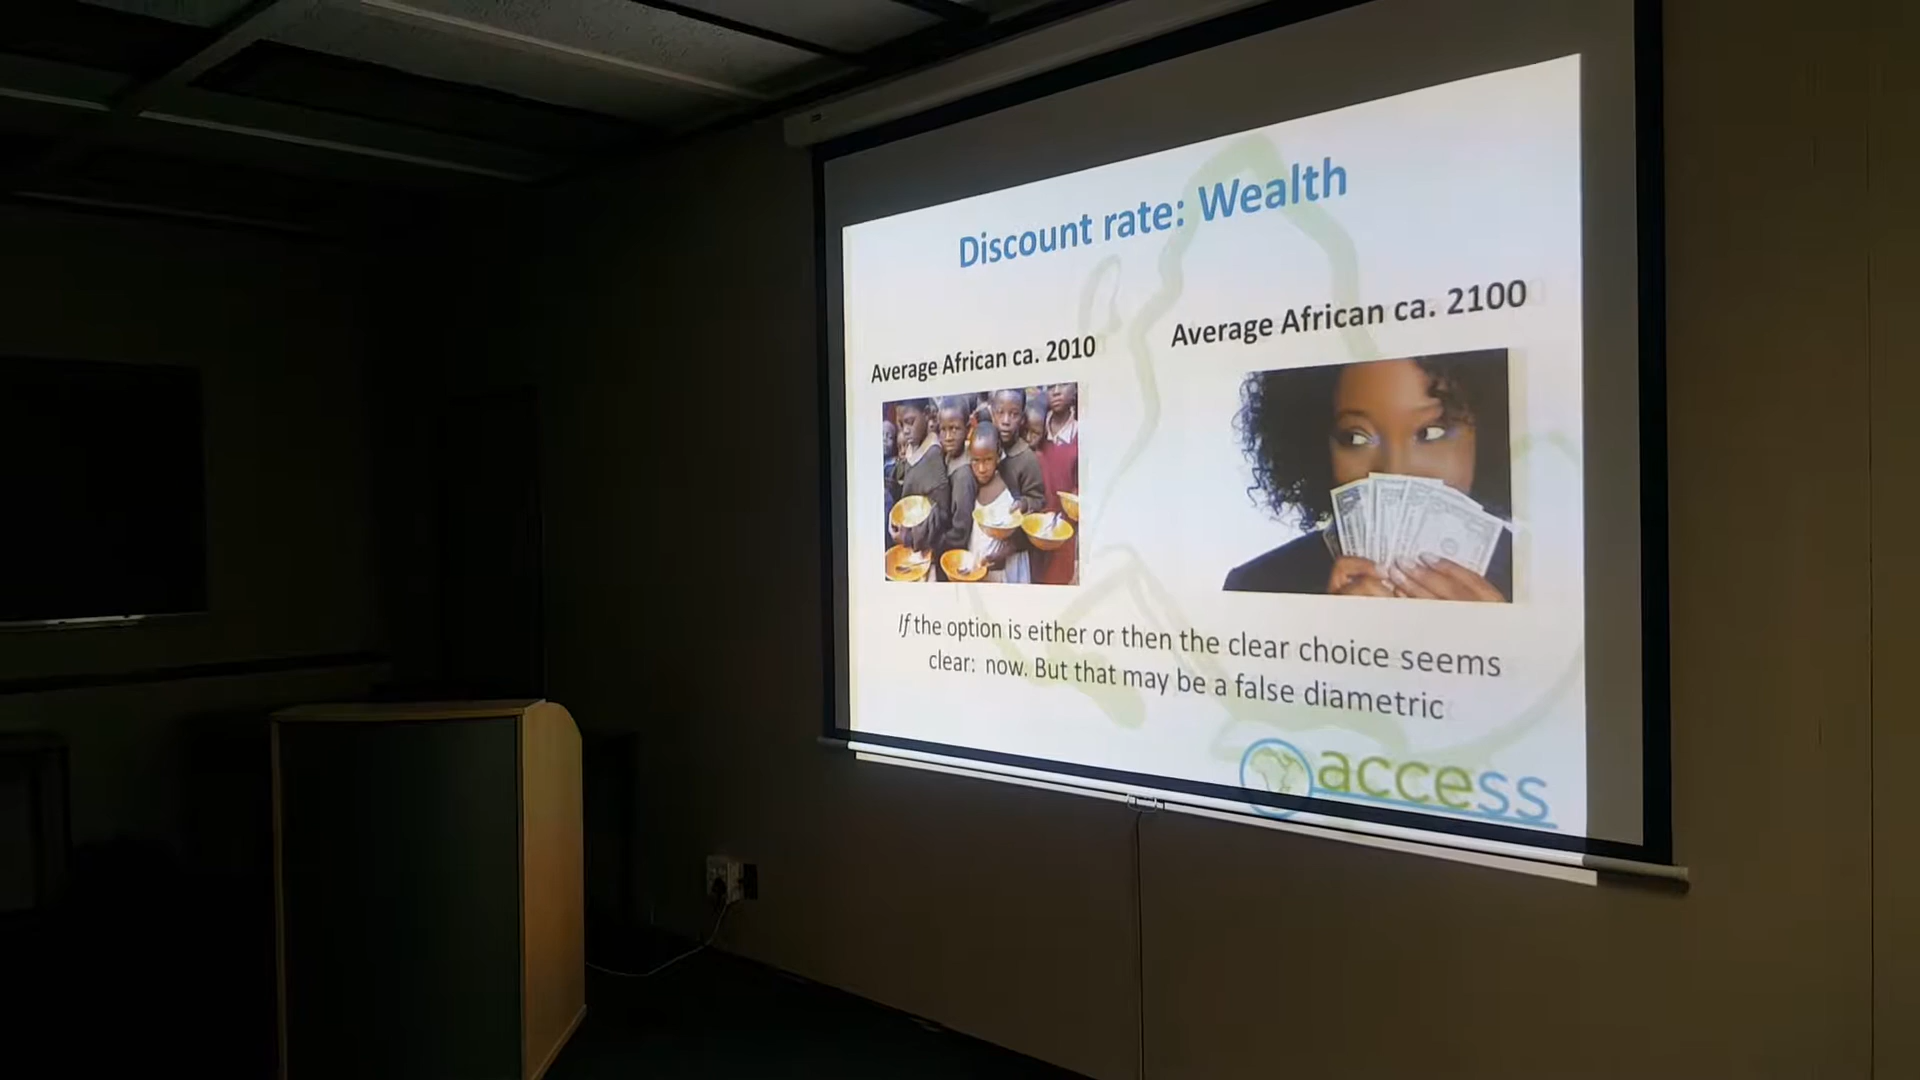 Discount rate: Wealth
Average African ca. 2010
Average African ca. 2100
If the option is either or then the clear choice seems
clear: now. But that may be a false diametric
access